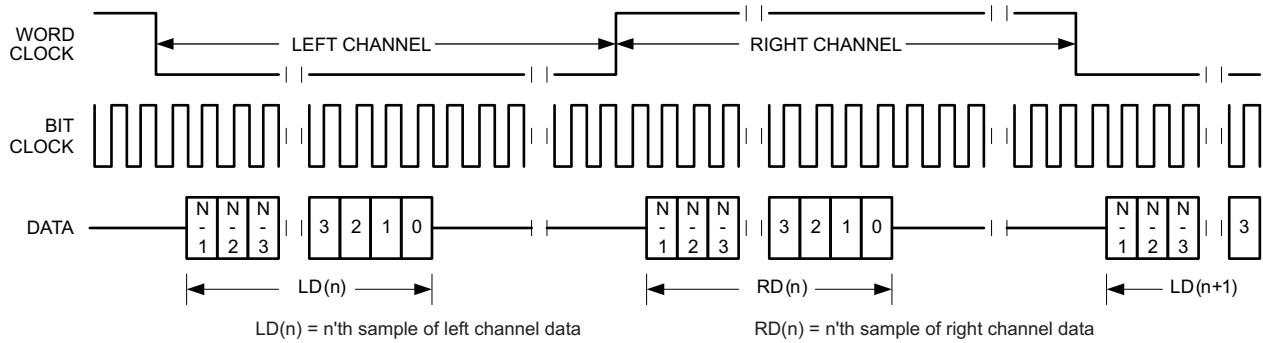 WORD
CLOCK
LEFT CHANNEL
RIGHT CHANNEL
BIT
CLOCK
DATA
N-1 N-2 N-3 3 2 1 0 N-1 N-2 N-3 3 2 1 0 N-1 N-2 N-3 3
LD(n) RD(n) LD(n+1)
LD(n) = n'th sample of left channel data
RD(n) = n'th sample of right channel data